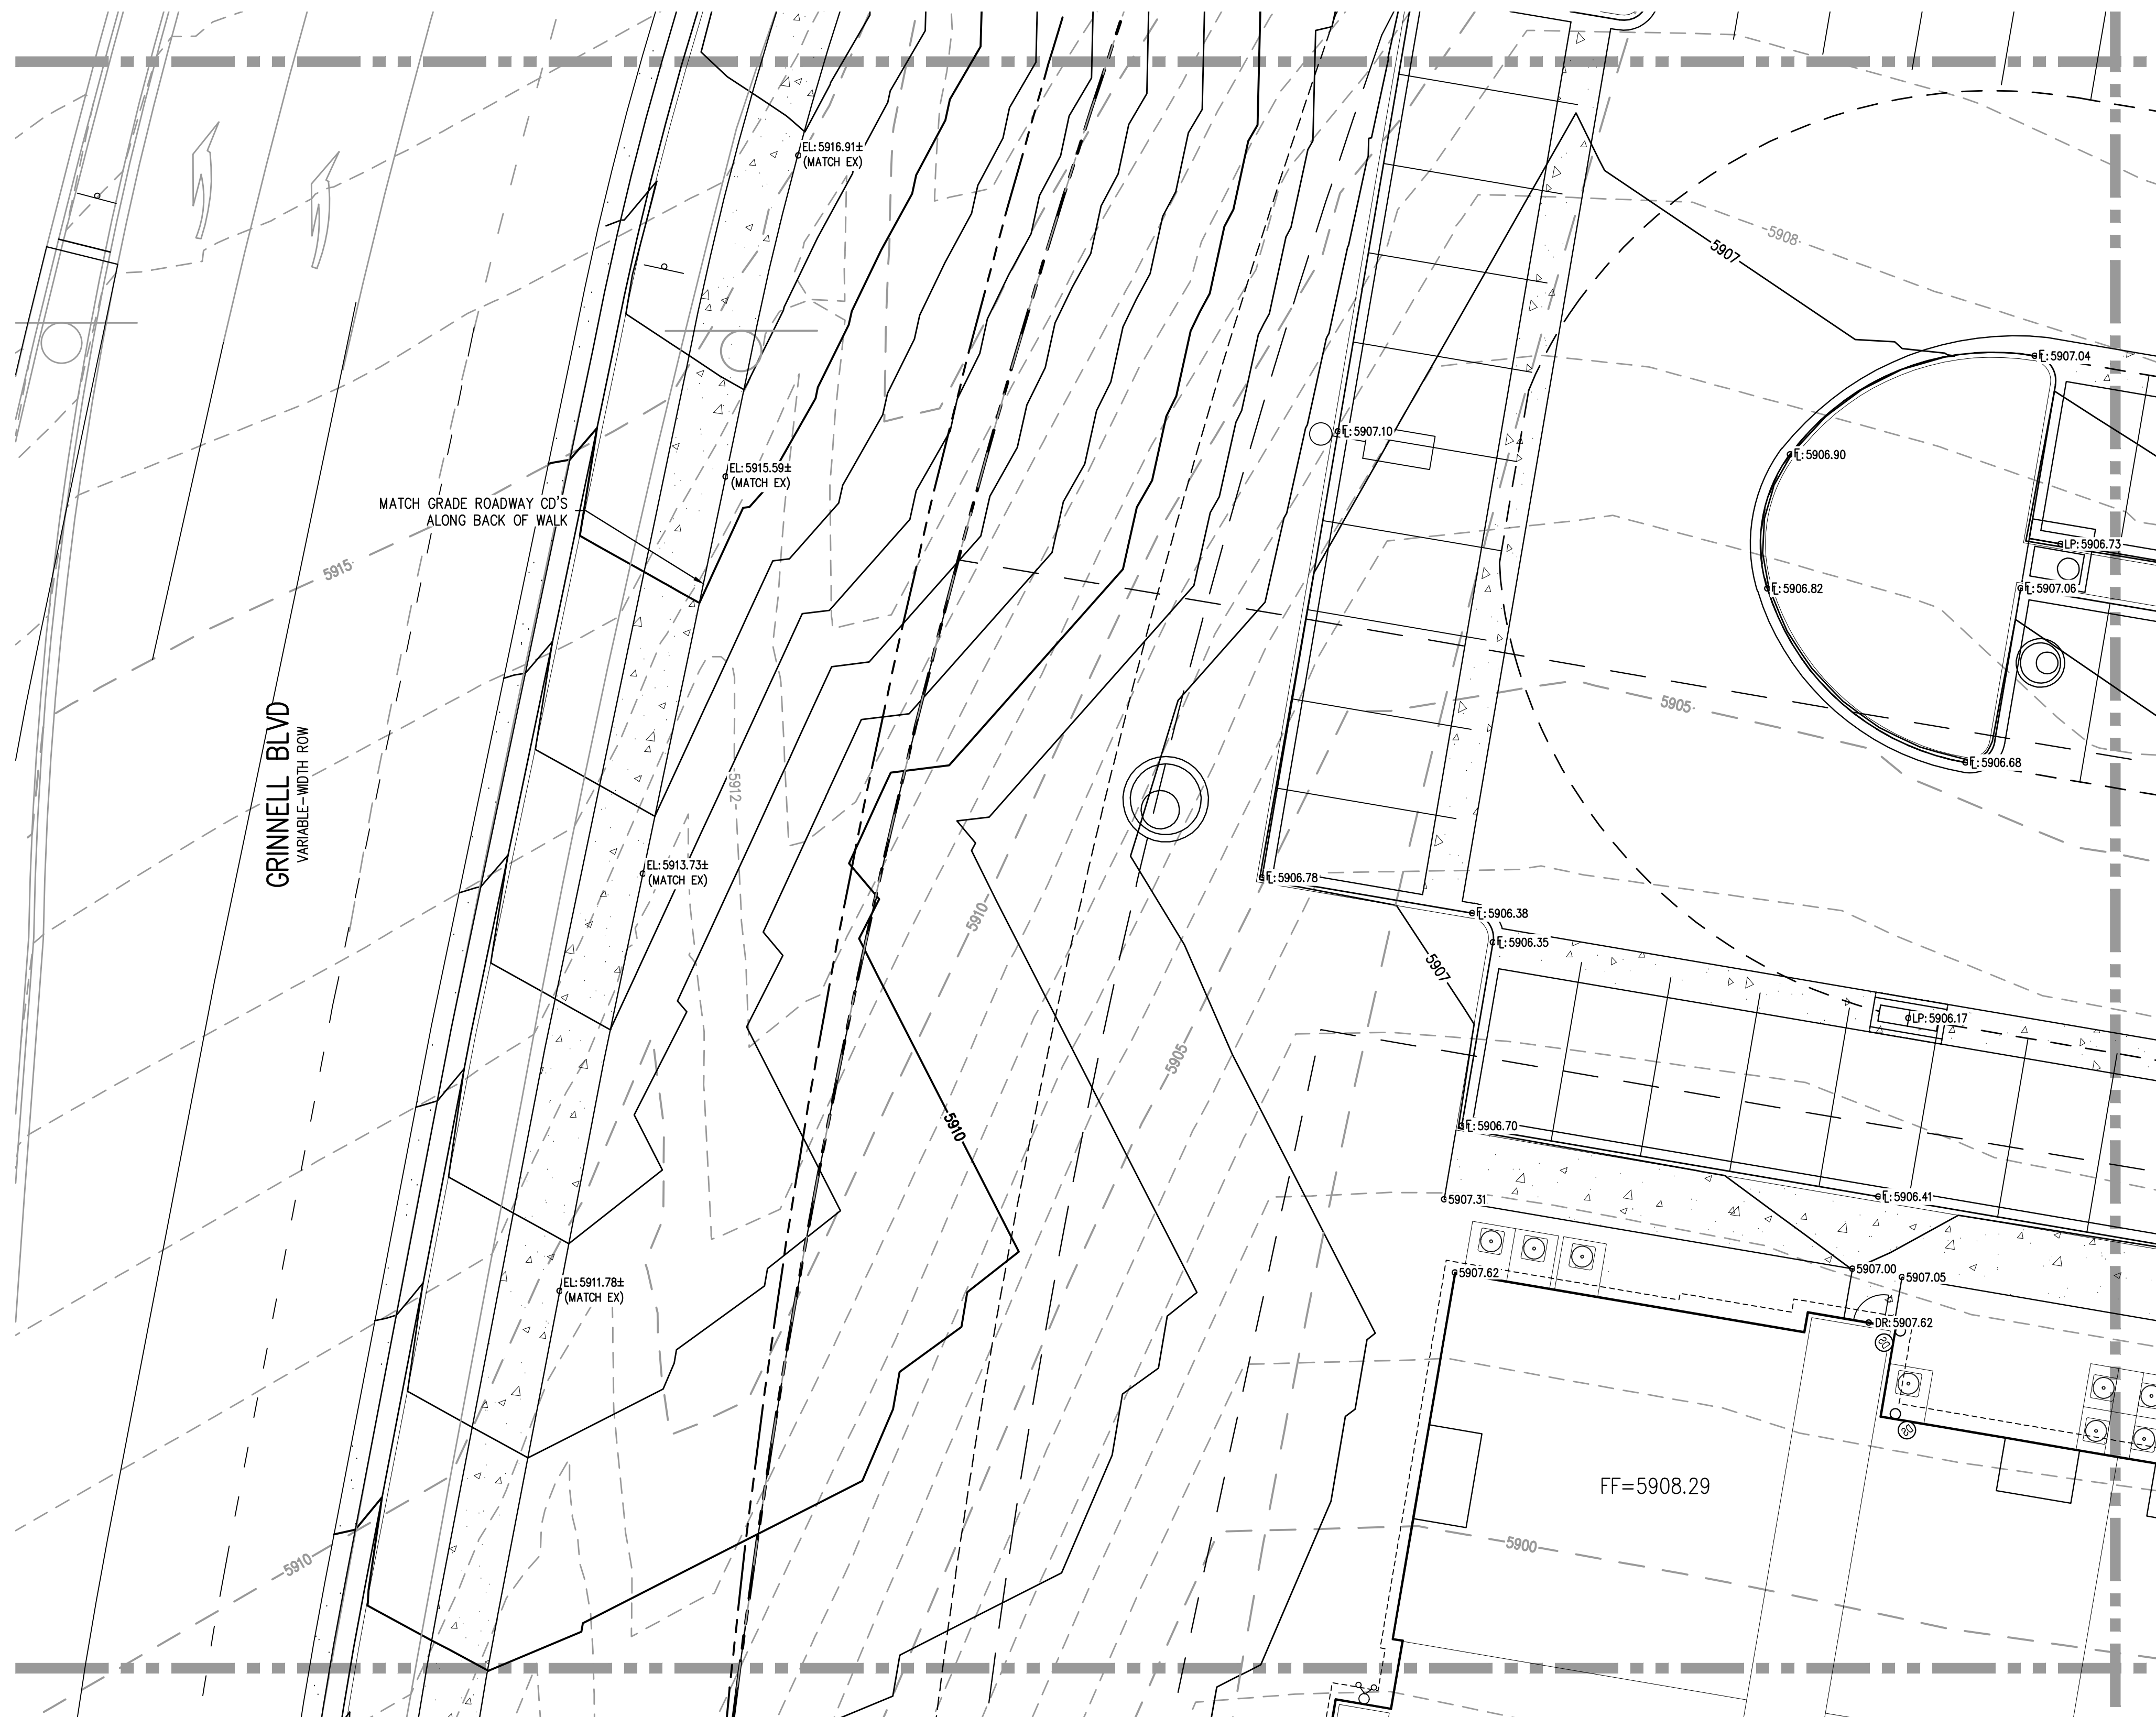 EL:5916.91±
(MATCH EX)
5908
5907
℄:5907.04
℄:5907.10
℄:5906.90
EL:5915.59±
(MATCH EX)
MATCH GRADE ROADWAY CD'S
ALONG BACK OF WALK
LP:5906.73
5915
℄:5907.06
℄:5906.82
5905
GRINNELL BLVD
VARIABLE-WIDTH ROW
℄:5906.68
5912
EL:5913.73±
(MATCH EX)
℄:5906.78
5910
℄:5906.38
℄:5906.35
5907
LP:5906.17
5905
5910
℄:5906.70
5907.31
℄:5906.41
5907.00
5907.62
5907.05
EL:5911.78±
(MATCH EX)
DR:5907.62
FF=5908.29
5900
5910